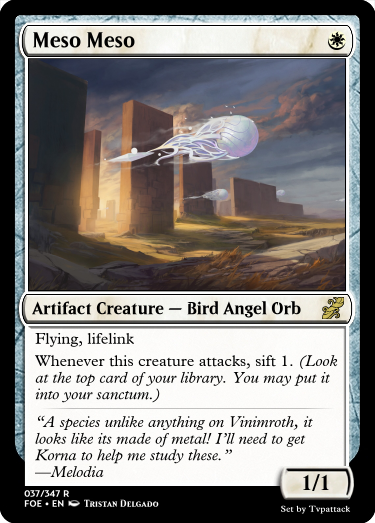 Meso Meso
Artifact Creature — Bird Angel Orb
Flying, lifelink
Whenever this creature attacks, sift 1. (Look
at the top card of your library. You may put it
into your sanctum.)
“A species unlike anything on Vinimroth, it
looks like its made of metal! I’ll need to get
Korna to help me study these.”
—Melodia
1/1
037/347 R
FOE • EN Tristan Delgado
Set by Tvpattack